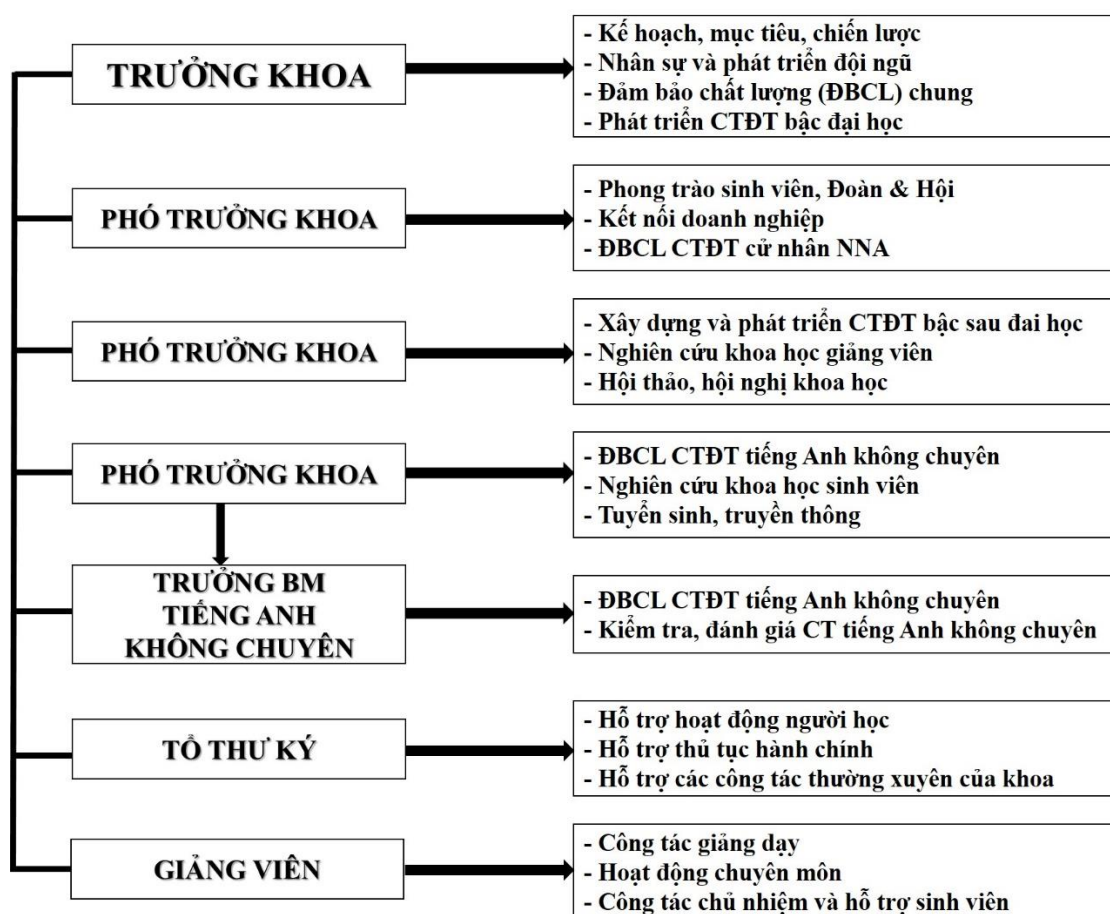 TRƯỞNG KHOA
- Kế hoạch, mục tiêu, chiến lược
- Nhân sự và phát triển đội ngũ
- Đảm bảo chất lượng (ĐBCL) chung
- Phát triển CTĐT bậc đại học
PHÓ TRƯỞNG KHOA
- Phong trào sinh viên, Đoàn & Hội
- Kết nối doanh nghiệp
- ĐBCL CTĐT cử nhân NNA
PHÓ TRƯỞNG KHOA
- Xây dựng và phát triển CTĐT bậc sau đai học
- Nghiên cứu khoa học giảng viên
- Hội thảo, hội nghị khoa học
PHÓ TRƯỞNG KHOA
- ĐBCL CTĐT tiếng Anh không chuyên
- Nghiên cứu khoa học sinh viên
- Tuyển sinh, truyền thông
TRƯỞNG BM
TIẾNG ANH
KHÔNG CHUYÊN
- ĐBCL CTĐT tiếng Anh không chuyên
- Kiểm tra, đánh giá CT tiếng Anh không chuyên
TỔ THƯ KÝ
- Hỗ trợ hoạt động người học
- Hỗ trợ thủ tục hành chính
- Hỗ trợ các công tác thường xuyên của khoa
GIẢNG VIÊN
- Công tác giảng dạy
- Hoạt động chuyên môn
- Công tác chủ nhiệm và hỗ trợ sinh viên